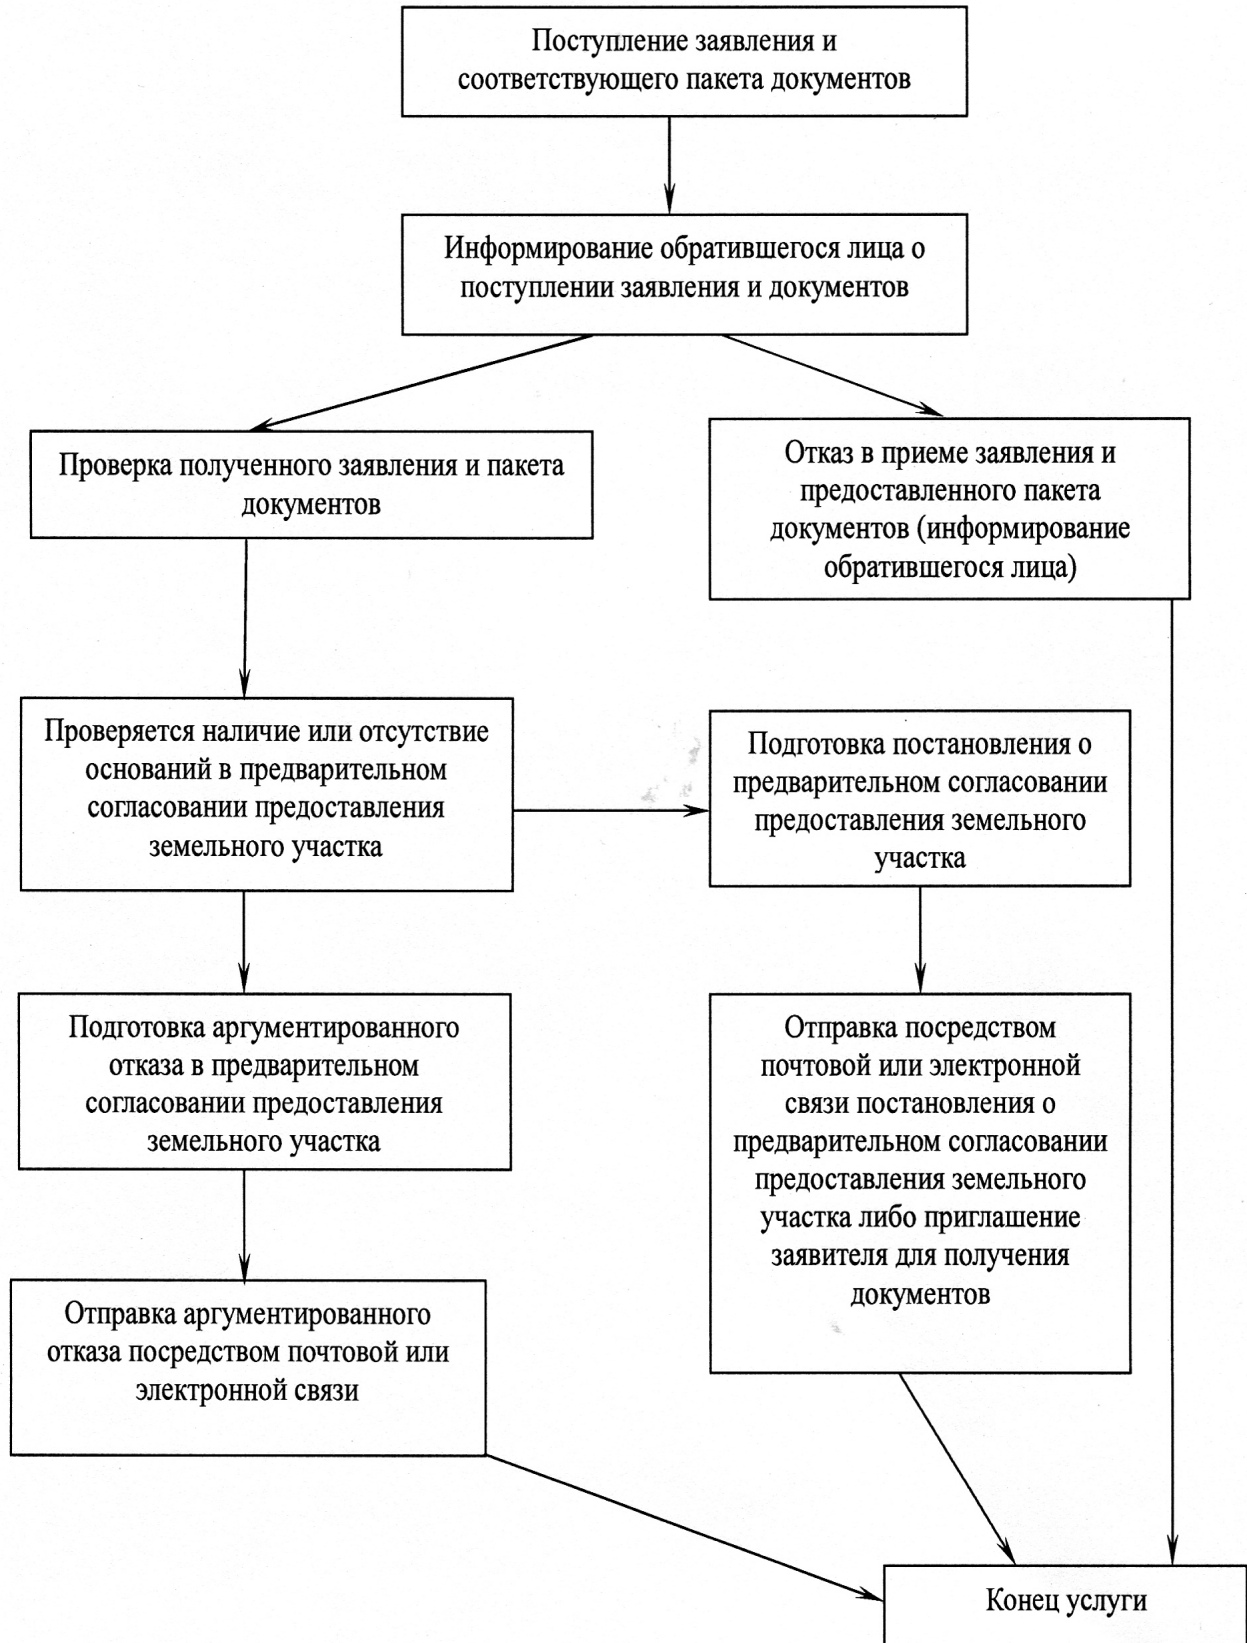 Поступление заявления и
соответствующего пакета документов
Информирование обратившегося лица о
поступлении заявления и документов
Проверка полученного заявления и пакета
документов
Отказ в приеме заявления и
предоставленного пакета
документов (информирование
обратившегося лица)
Проверяется наличие или отсутствие
оснований в предварительном
согласовании предоставления
земельного участка
Подготовка постановления о
предварительном согласовании
предоставления земельного
участка
Подготовка аргументированного
отказа в предварительном
согласовании предоставления
земельного участка
Отправка посредством
почтовой или электронной
связи постановления о
предварительном согласовании
предоставления земельного
участка либо приглашение
заявителя для получения
документов
Отправка аргументированного
отказа посредством почтовой или
электронной связи
Конец услуги